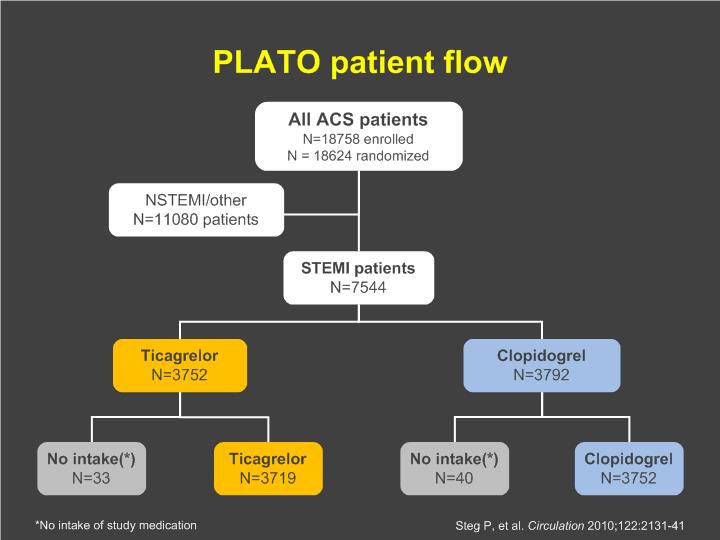 PLATO patient flow
All ACS patients
N=18758 enrolled
N = 18624 randomized
NSTEMI/other
N=11080 patients
STEMI patients
N=7544
Ticagrelor
N=3752
Clopidogrel
N=3792
No intake(*)
N=33
Ticagrelor
N=3719
No intake(*)
N=40
Clopidogrel
N=3752
*No intake of study medication
Steg P, et al. Circulation 2010;122:2131-41